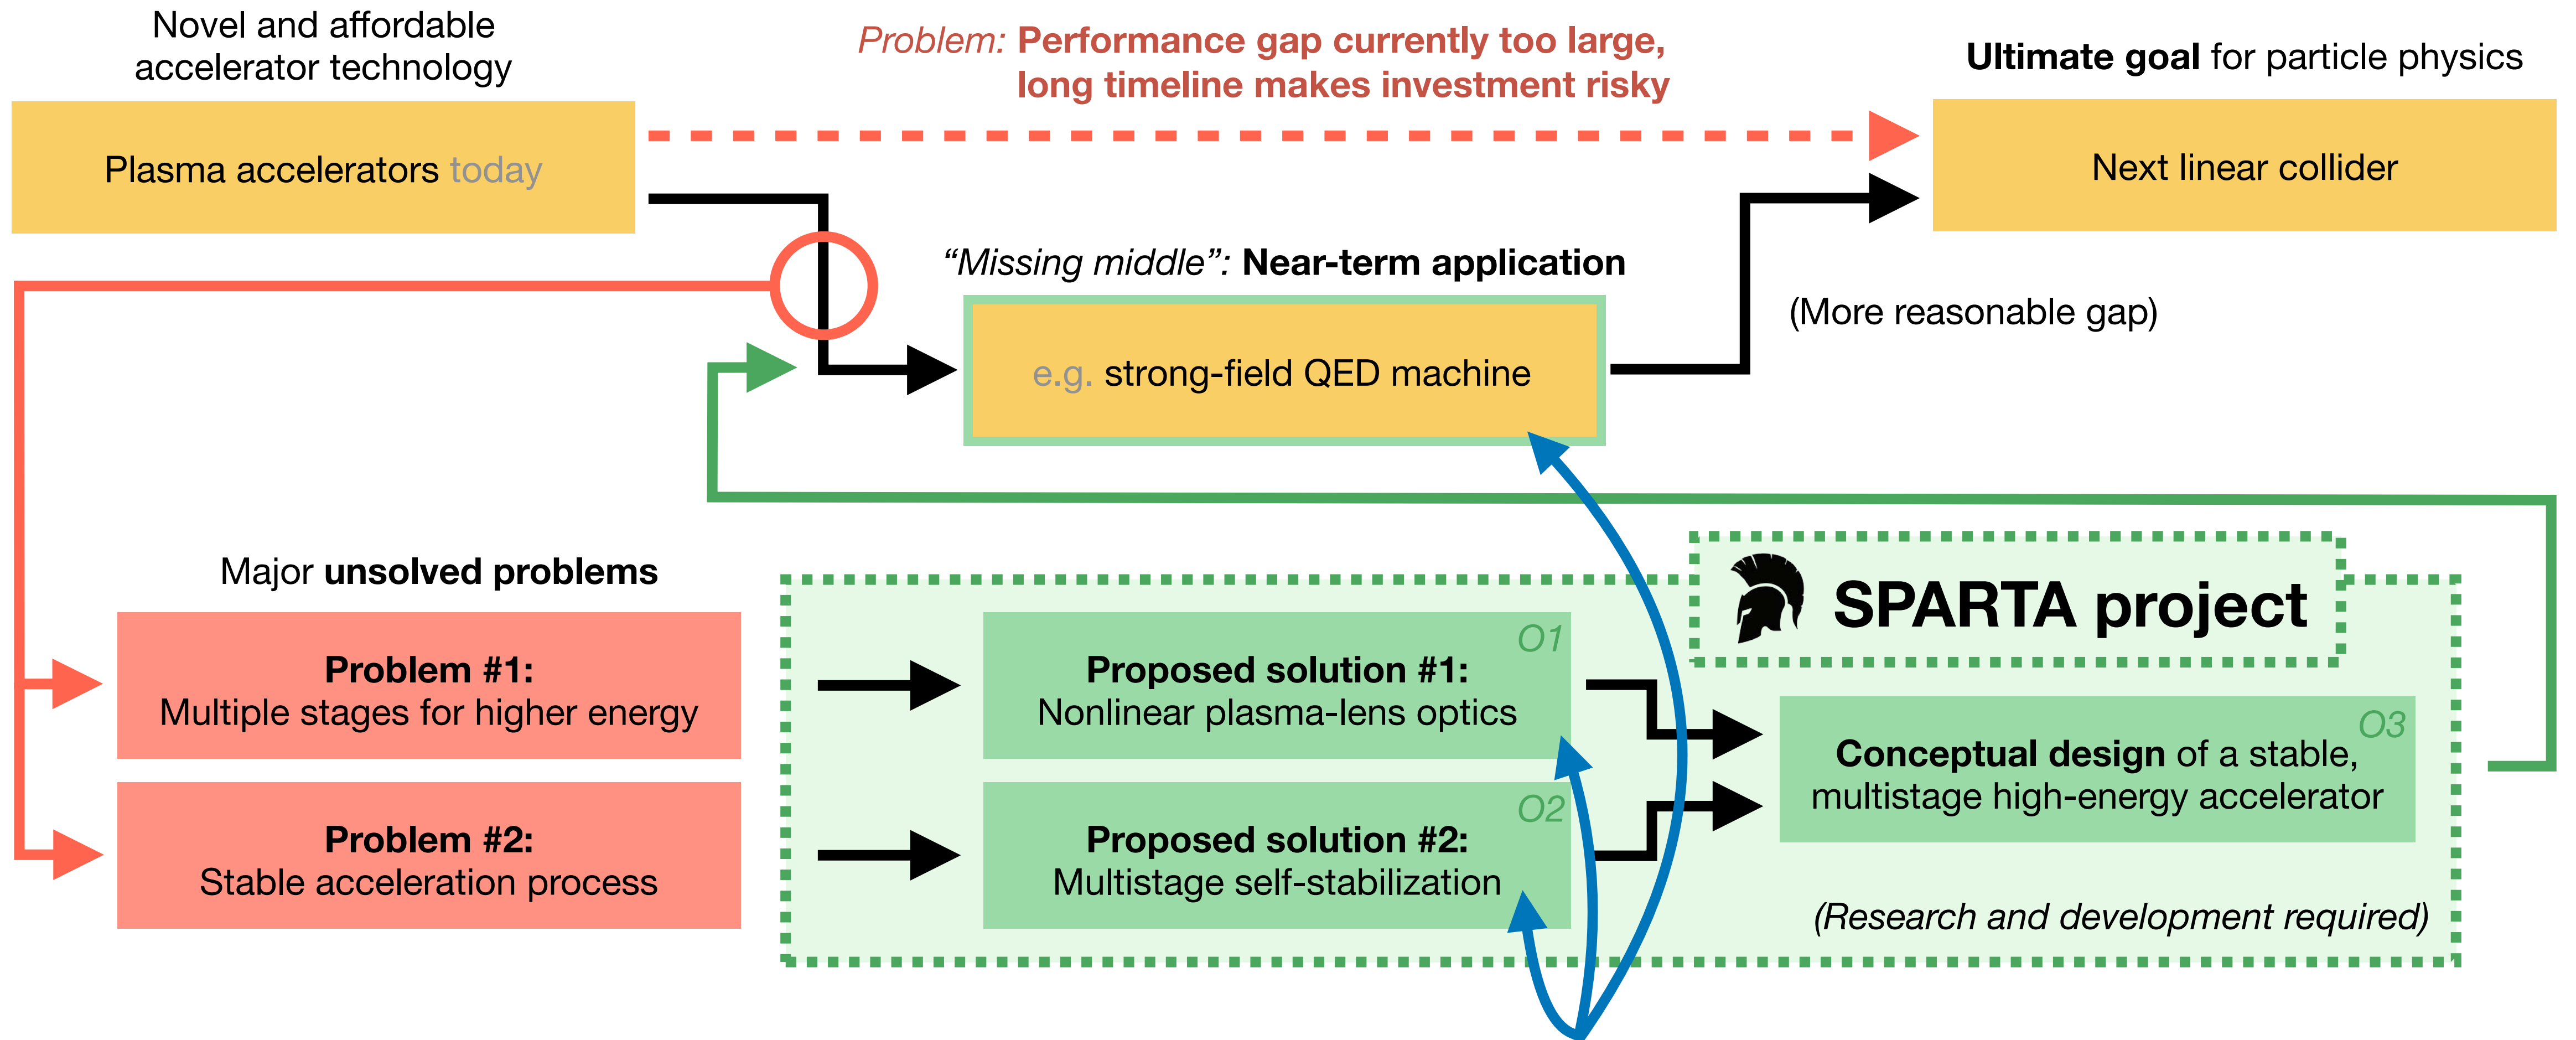 Novel and affordable
accelerator technology
Plasma accelerators today
Problem: Performance gap currently too large,
long timeline makes investment risky
Ultimate goal for particle physics
Next linear collider
“Missing middle”: Near-term application
e.g. strong-field QED machine
(More reasonable gap)
Major unsolved problems
Problem #1:
Multiple stages for higher energy
Problem #2:
Stable acceleration process
SPARTA project
O1
Proposed solution #1:
Nonlinear plasma-lens optics
O2
Proposed solution #2:
Multistage self-stabilization
O3
Conceptual design of a stable,
multistage high-energy accelerator
(Research and development required)